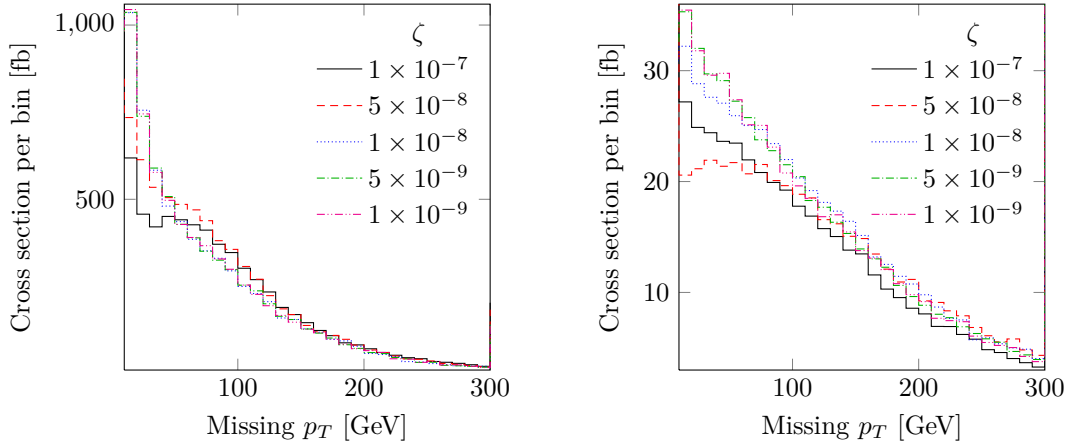 Cross section per bin [fb]
1,000
500
ζ
1 × 10⁻⁷
5 × 10⁻⁸
1 × 10⁻⁸
5 × 10⁻⁹
1 × 10⁻⁹
100
200
300
Missing p_T [GeV]
Cross section per bin [fb]
30
20
10
ζ
1 × 10⁻⁷
5 × 10⁻⁸
1 × 10⁻⁸
5 × 10⁻⁹
1 × 10⁻⁹
100
200
300
Missing p_T [GeV]